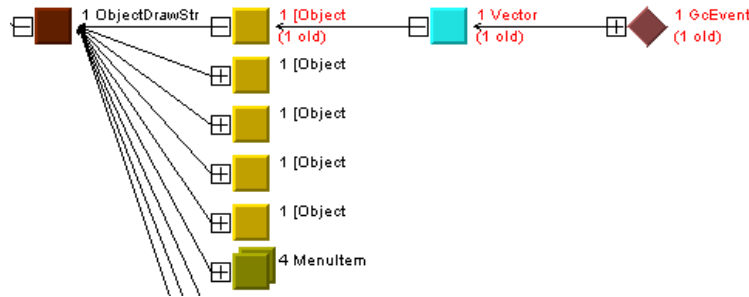 1 ObjectDrawStr
1 [Object
(1 old)
1 Vector
(1 old)
1 GcEvent
(1 old)
1 [Object
1 [Object
1 [Object
1 [Object
4 MenuItem